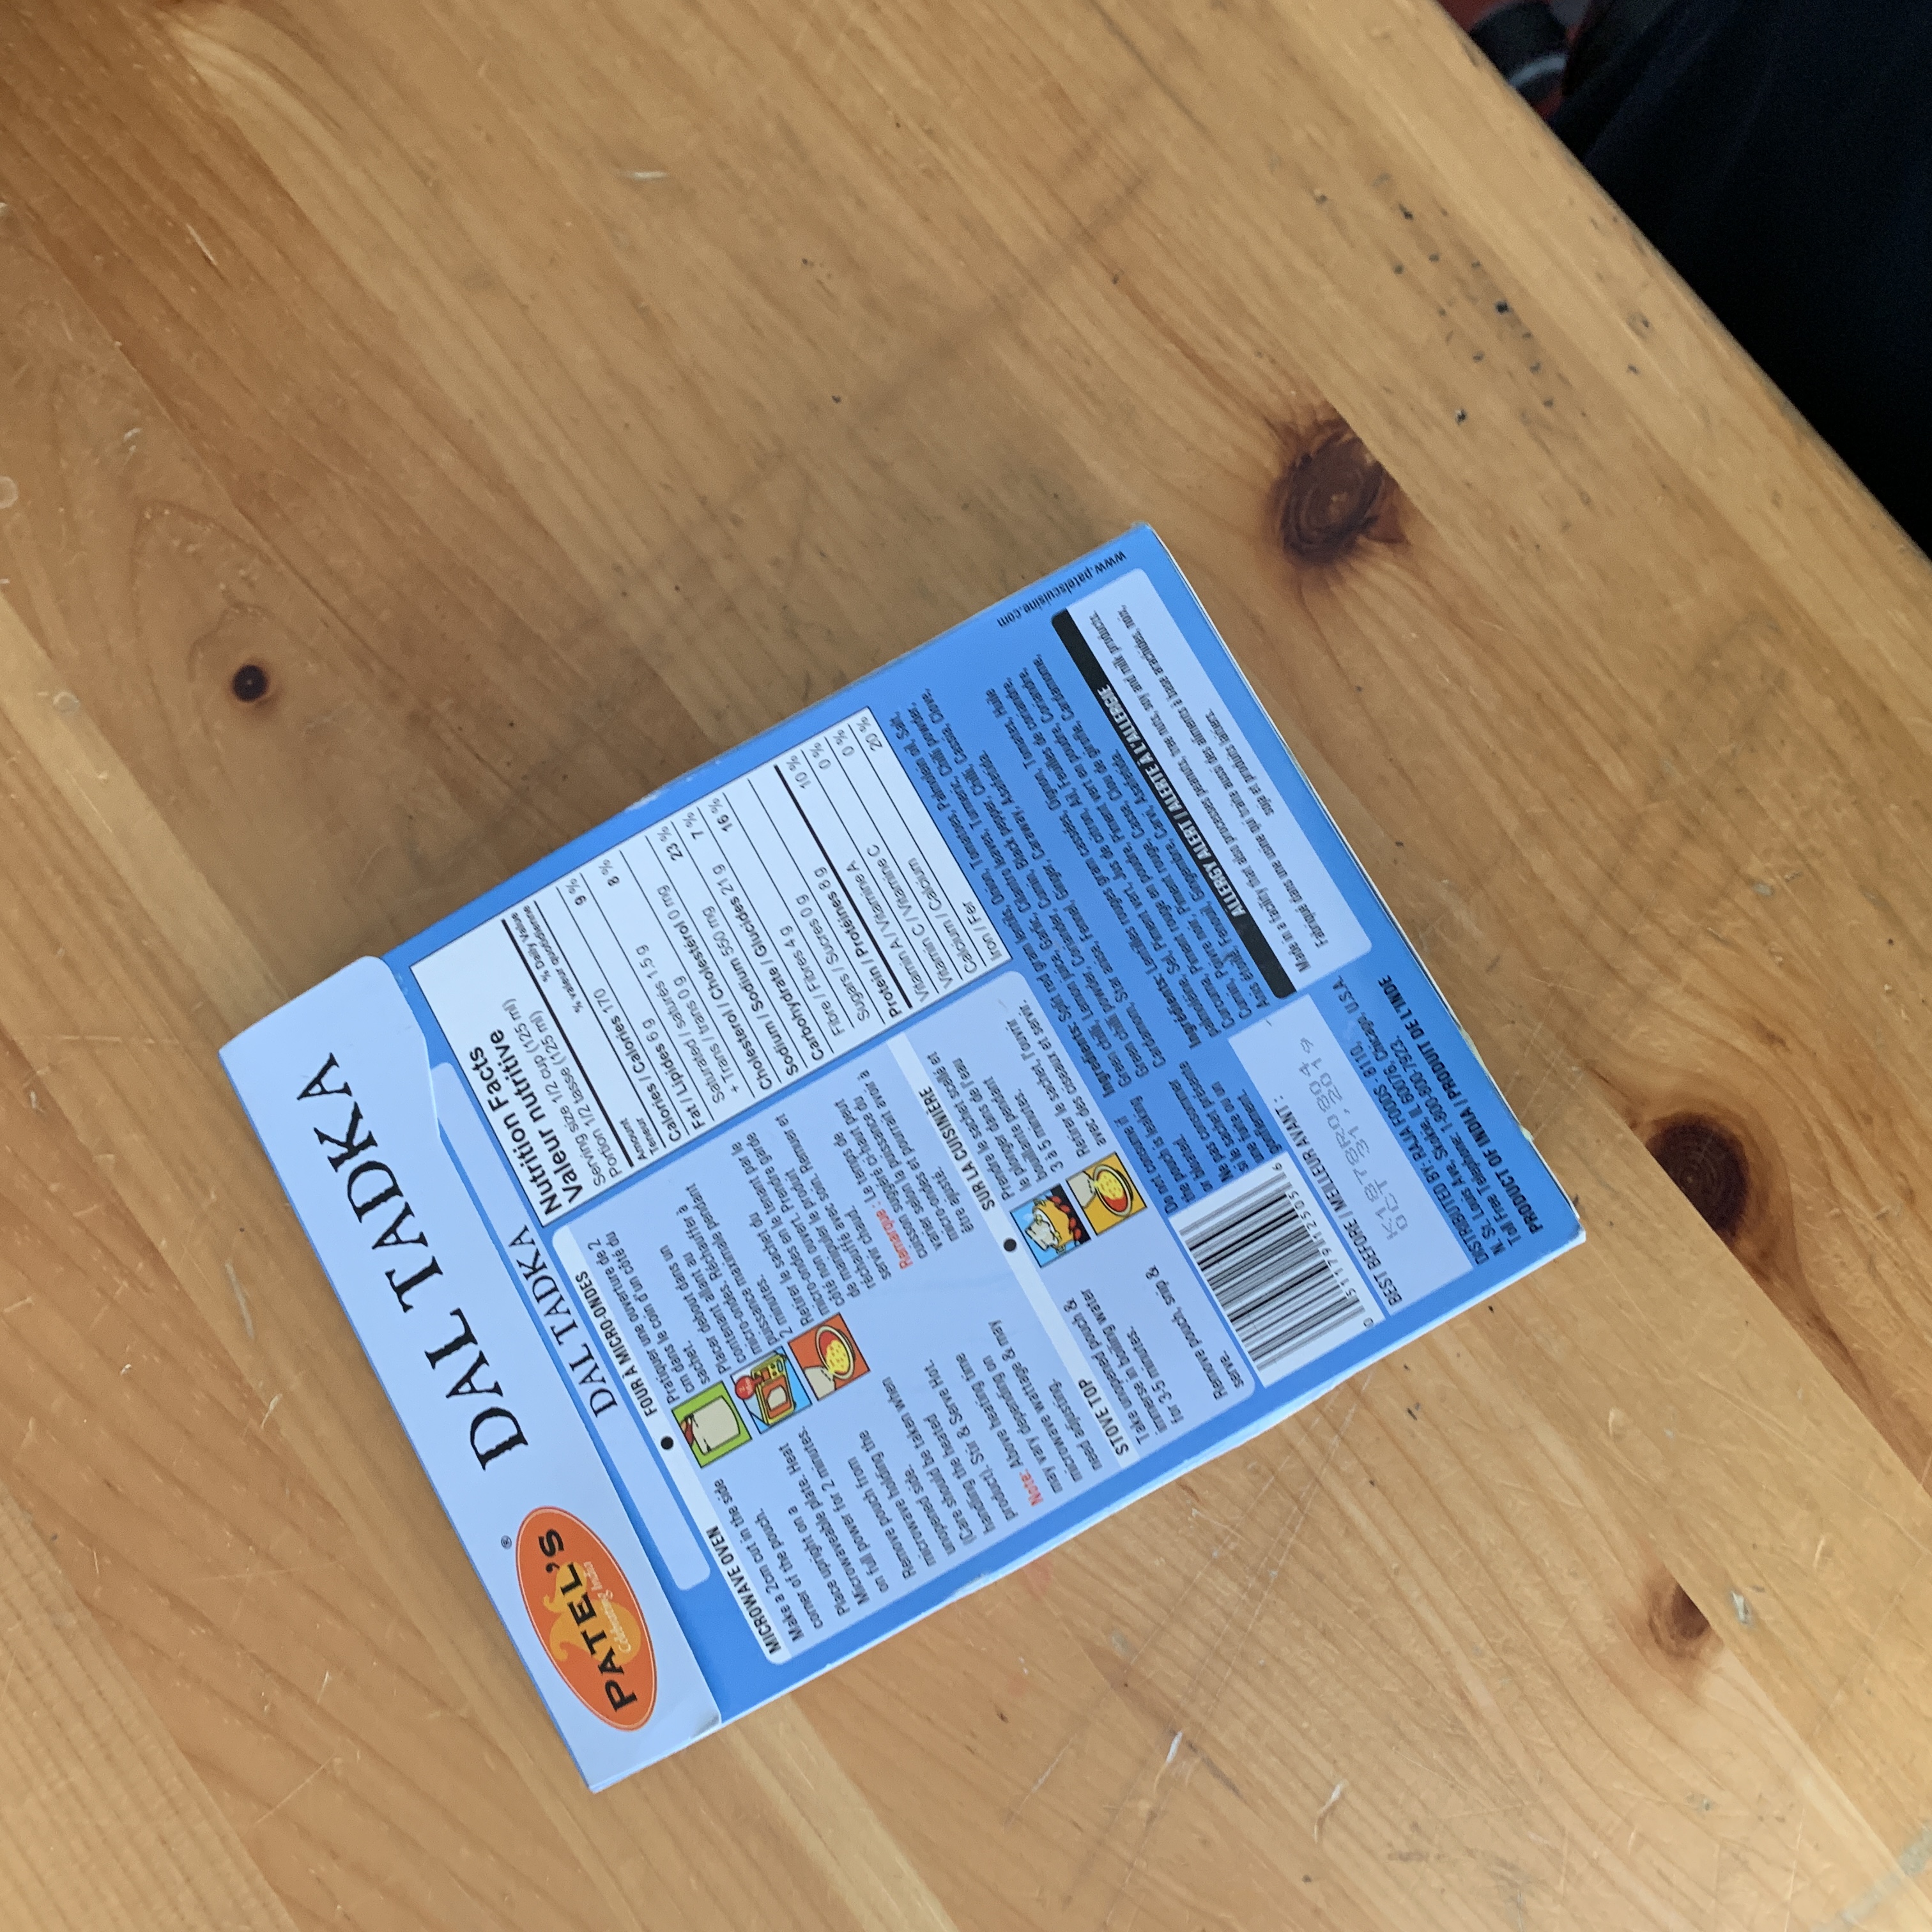 PATEL'S ®
Celebrating India
DAL TADKA
DAL TADKA
MICROWAVE OVEN • FOUR À MICRO-ONDES
Make a 2cm cut in the side
corner of the pouch.
Place upright on a
Microwaveable plate. Heat
on full power for 2 minutes.
Remove pouch from
microwave holding the
unopened side.
(Care should be taken when
handling the heated
product). Stir & Serve Hot.
Note: Above heating time
may vary depending on
microwave wattage & may
need adjusting.
Pratiquer une ouverture de 2
cm dans le coin d'un côté du
sachet.
Placer debout dans un
contenant allant au
micro-ondes. Réchauffer à
puissance maximale pendant
2 minutes.
Retirer le sachet du
micro-ondes en le tenant par le
côté non ouvert. Prendre garde
de manipuler le produit
réchauffé avec soin. Remuer et
servir chaud.
Remarque : Le temps de
cuisson suggéré ci-haut peut
varier selon la puissance du
micro-ondes et pourrait avoir à
être ajusté.
STOVE TOP • SUR LA CUISINIÈRE
Take unopened pouch &
immerse in boiling water
for 3-5 minutes.
Remove pouch, snip &
serve.
Prendre le sachet scellé et
le plonger dans de l'eau
bouillante pendant
3 à 5 minutes.
Retirer le sachet, l'ouvrir
avec des ciseaux et servir.
Nutrition Facts
Valeur nutritive
Serving size 1/2 cup (125 ml)
Portion 1/2 tasse (125 ml)
Amount % Daily Value
Teneur % valeur quotidienne
Calories / Calories 170
Fat / Lipides 6 g 9 %
Saturated / saturés 1.5 g 8 %
+ Trans / trans 0 g
Cholesterol / Cholestérol 0 mg
Sodium / Sodium 550 mg 23 %
Carbohydrate / Glucides 21 g 7 %
Fibre / Fibres 4 g 16 %
Sugars / Sucres 0 g
Protein / Protéines 8 g
Vitamin A / Vitamine A 10 %
Vitamin C / Vitamine C 0 %
Calcium / Calcium 0 %
Iron / Fer 20 %
Ingredients: Split red gram lentils, Onion, Tomatoes, Palmolein oil, Salt,
Green chilli, Lemon juice, Garlic, Cilantro leaves, Turmeric, Chilli powder,
Green chilli powder, Coriander, Cumin, Black pepper, Chilli, Cassia, Clove,
Cardamom, Star anise, Fennel, Ginger, Caraway, Asafetida.
Ingrédients: Lentilles rouges gram cassées, Oignon, Tomates, Huile
palmoléine, Sel, Piment vert, Jus de citron, Ail, Feuilles de coriandre,
Curcuma, Piment rouge en poudre, Piment vert en poudre, Coriandre,
Cumin, Poivre noir, Piment rouge, Casse, Clou de girofle, Cardamome,
Anis étoilé, Fenouil, Gingembre, Carvi, Asafetida.
ALLERGY ALERT / ALERTE À L'ALLERGIE
Made in a facility that also processes peanuts, tree nuts, soy and milk products.
Fabriqué dans une usine qui traite aussi des aliments à base arachides, noix,
soja et produits laitiers.
www.patelscuisine.com
Do not consume if
the pouch is leaking
or bloated.
Ne pas consommer
si le sachet présente
une fuite ou un
gonflement.
0 51179 12505 6
BEST BEFORE / MEILLEUR AVANT :
K1878R0804
OCT 31,2019
DISTRIBUTED BY: RAJA FOODS - 8110,
N. St. Louis Ave, Skokie, IL 60076, Chicago, U.S.A.
Toll Free Telephone: 1-800-800-7923.
PRODUCT OF INDIA / PRODUIT DE L'INDE